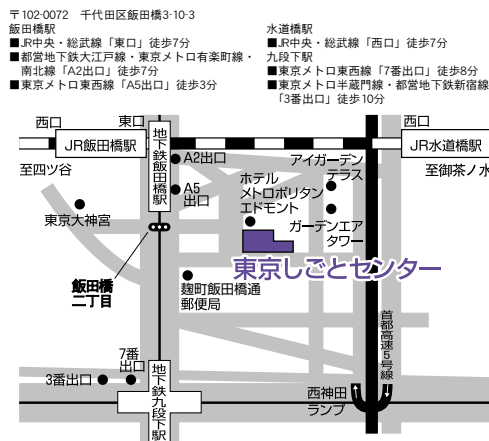 〒102-0072　千代田区飯田橋3-10-3
飯田橋駅
■JR中央・総武線「東口」徒歩7分
■都営地下鉄大江戸線・東京メトロ有楽町線・
南北線「A2出口」徒歩7分
■東京メトロ東西線「A5出口」徒歩3分
水道橋駅
■JR中央・総武線「西口」徒歩7分
九段下駅
■東京メトロ東西線「7番出口」徒歩8分
■東京メトロ半蔵門線・都営地下鉄新宿線
「3番出口」徒歩10分
西口
東口
西口
JR飯田橋駅
地下鉄飯田橋駅
JR水道橋駅
至四ツ谷
A2出口
アイガーデン
テラス
至御茶ノ水
A5
出口
ホテル
メトロポリタン
エドモント
東京大神宮
ガーデンエア
タワー
東京しごとセンター
飯田橋
二丁目
麹町飯田橋通
郵便局
首都高速5号線
7番
出口
3番出口
地下鉄九段下駅
西神田
ランプ